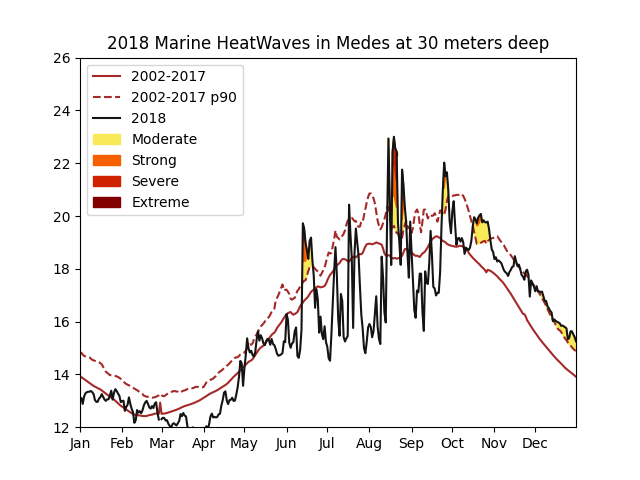 2018 Marine HeatWaves in Medes at 30 meters deep
26
24
22
20
18
16
14
12
2002-2017
2002-2017 p90
2018
Moderate
Strong
Severe
Extreme
Jan Feb Mar Apr May Jun Jul Aug Sep Oct Nov Dec